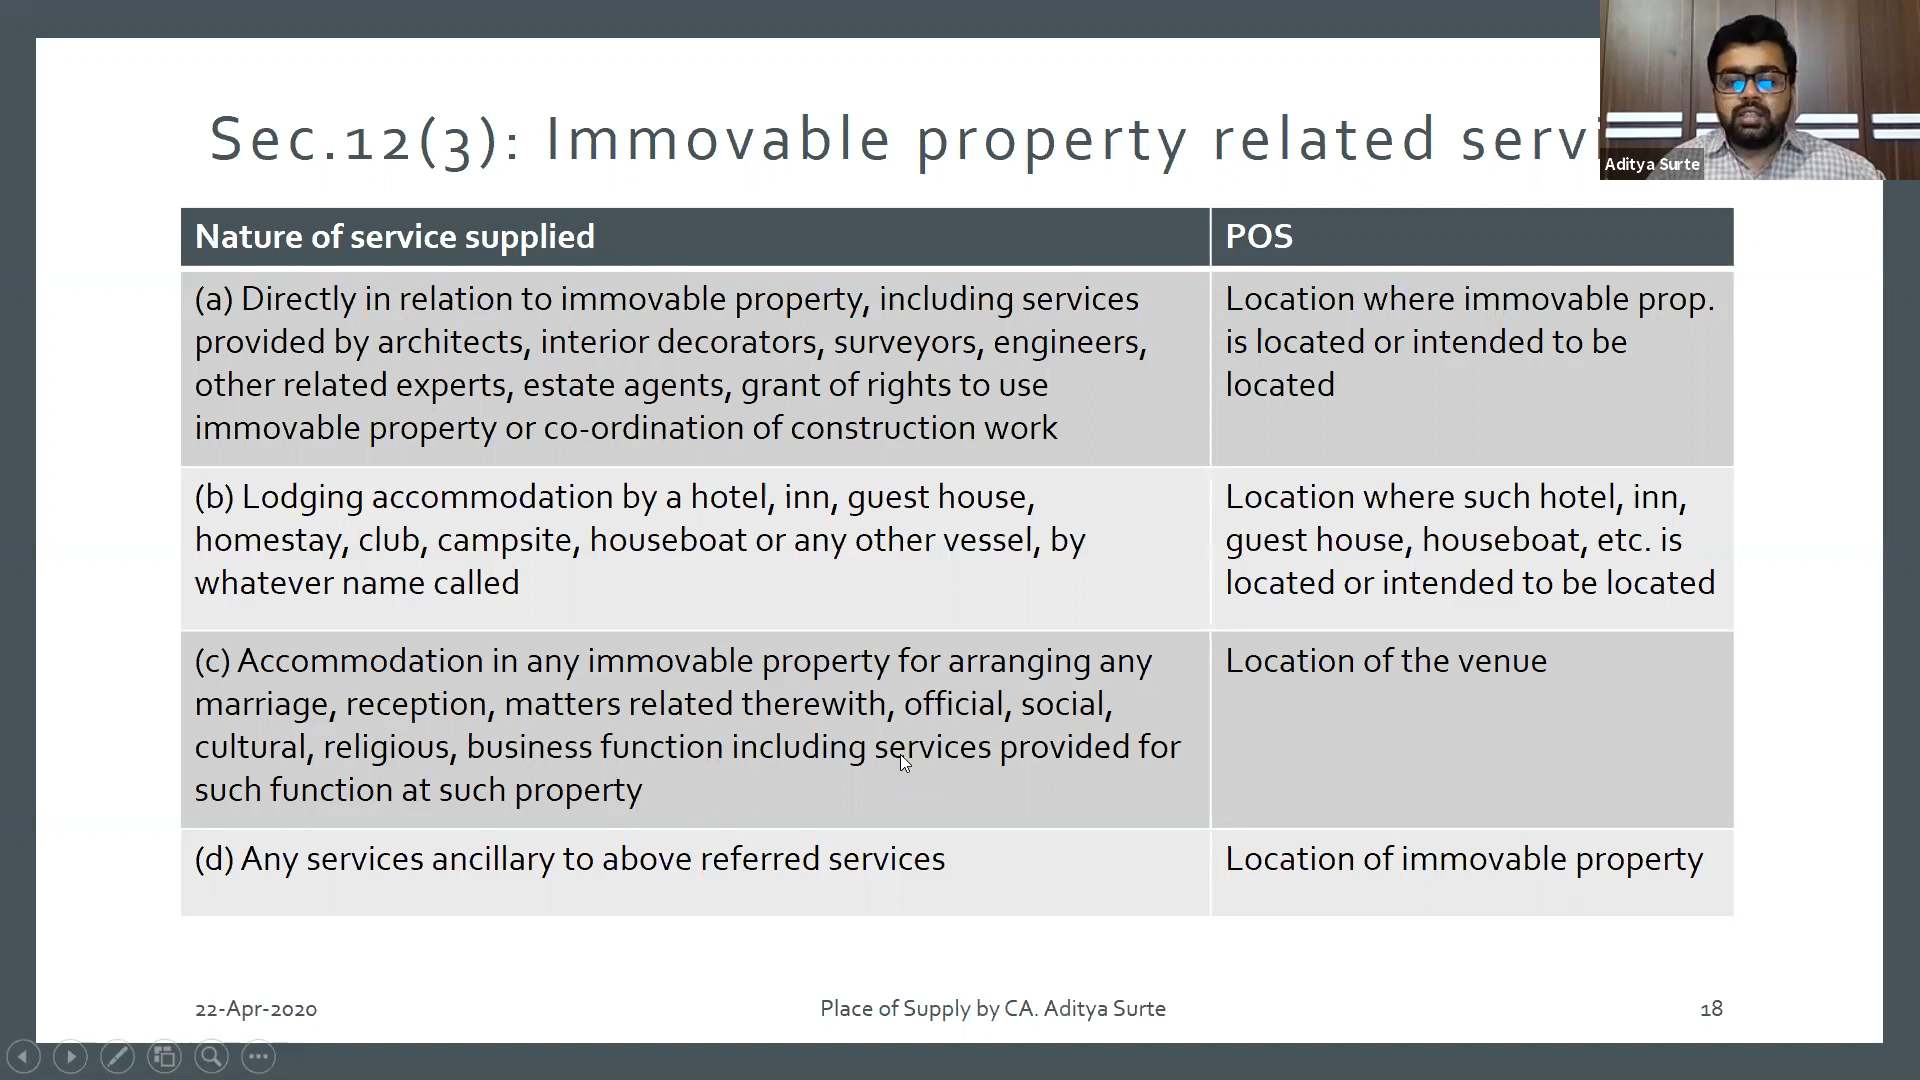 Sec.12(3): Immovable property related servi
Aditya Surte
Nature of service supplied
POS
(a) Directly in relation to immovable property, including services
provided by architects, interior decorators, surveyors, engineers,
other related experts, estate agents, grant of rights to use
immovable property or co-ordination of construction work
Location where immovable prop.
is located or intended to be
located
(b) Lodging accommodation by a hotel, inn, guest house,
homestay, club, campsite, houseboat or any other vessel, by
whatever name called
Location where such hotel, inn,
guest house, houseboat, etc. is
located or intended to be located
(c) Accommodation in any immovable property for arranging any
marriage, reception, matters related therewith, official, social,
cultural, religious, business function including services provided for
such function at such property
Location of the venue
(d) Any services ancillary to above referred services
Location of immovable property
22-Apr-2020
Place of Supply by CA. Aditya Surte
18